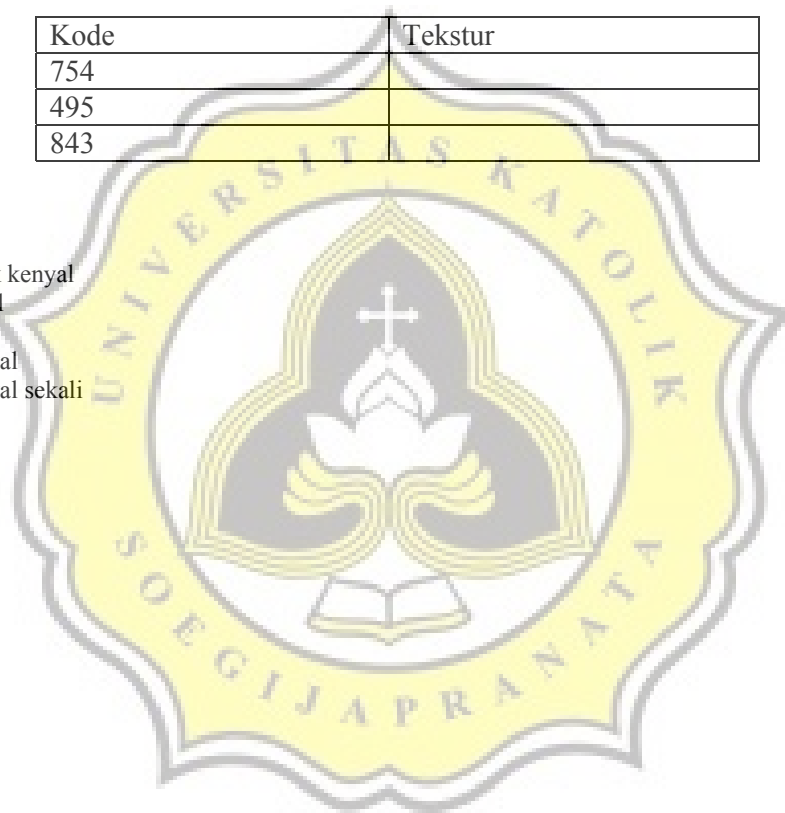 Kode Tekstur
754
495
843
kenyal
al
al sekali
UNIVERSITAS KATOLIK
SOEGIJAPRANATA